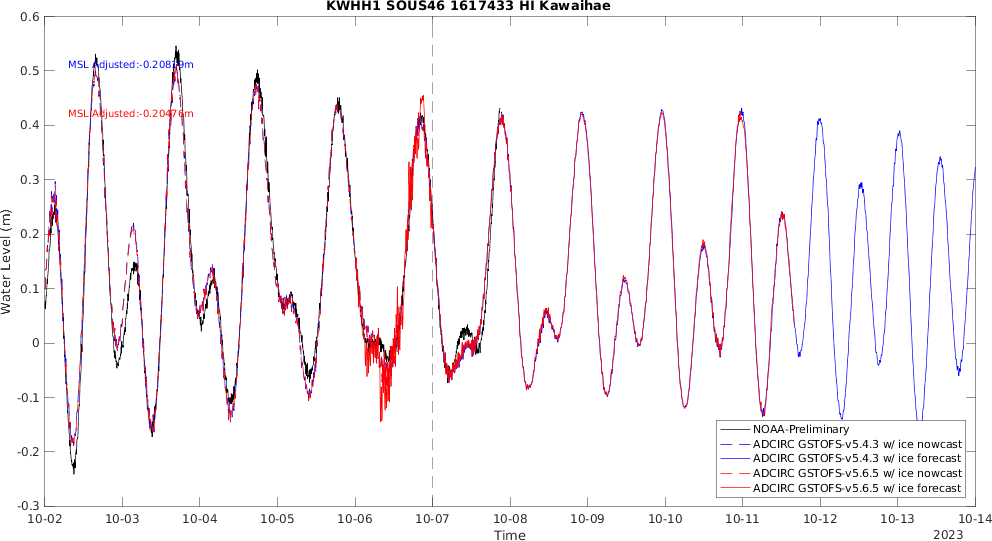 KWHH1 SOUS46 1617433 HI Kawaihae
0.6
0.5
0.4
0.3
0.2
0.1
0
-0.1
-0.2
-0.3
Water Level (m)
MSL Adjusted:-0.20819m
MSL Adjusted:-0.20476m
NOAA-Preliminary
ADCIRC GSTOFS-v5.4.3 w/ ice nowcast
ADCIRC GSTOFS-v5.4.3 w/ ice forecast
ADCIRC GSTOFS-v5.6.5 w/ ice nowcast
ADCIRC GSTOFS-v5.6.5 w/ ice forecast
10-02 10-03 10-04 10-05 10-06 10-07 10-08 10-09 10-10 10-11 10-12 10-13 10-14
Time
2023